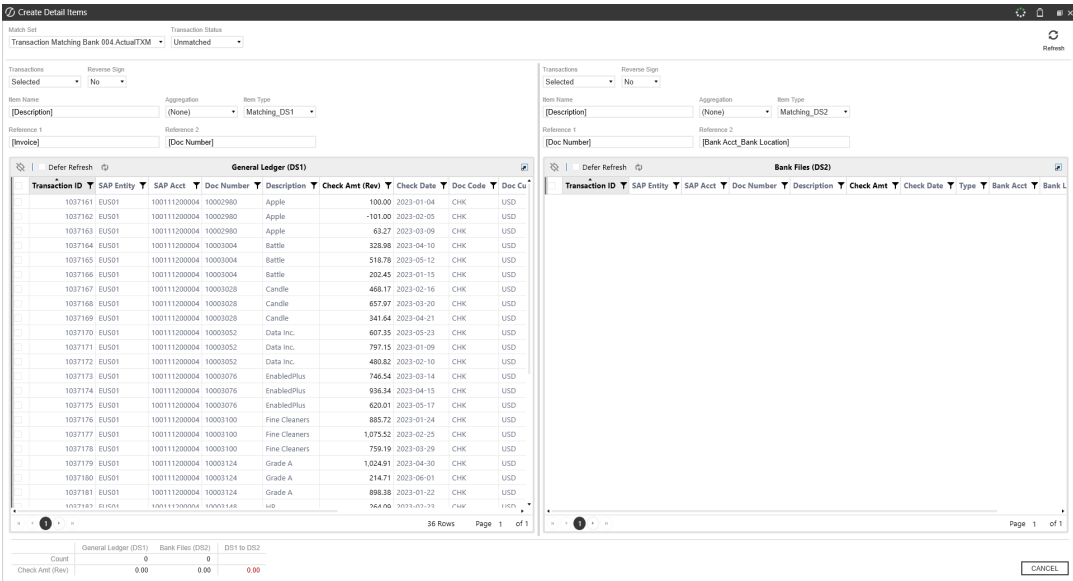 Create Detail Items
Match Set Transaction Status
Transaction Matching Bank 004.ActualTXM Unmatched
Refresh
Transactions Reverse Sign
Selected No
Item Name Aggregation Item Type
[Description] (None) Matching_DS1
Reference 1 Reference 2
[Invoice] [Doc Number]
Defer Refresh General Ledger (DS1)
Transaction ID SAP Entity SAP Acct Doc Number Description Check Amt (Rev) Check Date Doc Code Doc Cu
1037161 EUS01 100111200004 10002980 Apple 100.00 2023-01-04 CHK USD
1037162 EUS01 100111200004 10002980 Apple -101.00 2023-02-05 CHK USD
1037163 EUS01 100111200004 10002980 Apple 63.27 2023-03-09 CHK USD
1037164 EUS01 100111200004 10003004 Battle 328.98 2023-04-10 CHK USD
1037165 EUS01 100111200004 10003004 Battle 518.78 2023-05-12 CHK USD
1037166 EUS01 100111200004 10003004 Battle 202.45 2023-01-15 CHK USD
1037167 EUS01 100111200004 10003028 Candle 468.17 2023-02-16 CHK USD
1037168 EUS01 100111200004 10003028 Candle 657.97 2023-03-20 CHK USD
1037169 EUS01 100111200004 10003028 Candle 341.64 2023-04-21 CHK USD
1037170 EUS01 100111200004 10003052 Data Inc. 607.35 2023-05-23 CHK USD
1037171 EUS01 100111200004 10003052 Data Inc. 797.15 2023-01-09 CHK USD
1037172 EUS01 100111200004 10003052 Data Inc. 480.82 2023-02-10 CHK USD
1037173 EUS01 100111200004 10003076 EnabledPlus 746.54 2023-03-14 CHK USD
1037174 EUS01 100111200004 10003076 EnabledPlus 936.34 2023-04-15 CHK USD
1037175 EUS01 100111200004 10003076 EnabledPlus 620.01 2023-05-17 CHK USD
1037176 EUS01 100111200004 10003100 Fine Cleaners 885.72 2023-01-24 CHK USD
1037177 EUS01 100111200004 10003100 Fine Cleaners 1,075.52 2023-02-25 CHK USD
1037178 EUS01 100111200004 10003100 Fine Cleaners 759.19 2023-03-29 CHK USD
1037179 EUS01 100111200004 10003124 Grade A 1,024.91 2023-04-30 CHK USD
1037180 EUS01 100111200004 10003124 Grade A 214.71 2023-06-01 CHK USD
1037181 EUS01 100111200004 10003124 Grade A 898.38 2023-01-22 CHK USD
1037182 EUS01 100111200004 10003148 HP 264.09 2023-02-23 CHK USD
1 36 Rows Page 1 of 1
Transactions Reverse Sign
Selected No
Item Name Aggregation Item Type
[Description] (None) Matching_DS2
Reference 1 Reference 2
[Doc Number] [Bank Acct_Bank Location]
Defer Refresh Bank Files (DS2)
Transaction ID SAP Entity SAP Acct Doc Number Description Check Amt Check Date Type Bank Acct Bank L
1 Page 1 of 1
General Ledger (DS1) Bank Files (DS2) DS1 to DS2
Count 0 0
Check Amt (Rev) 0.00 0.00 0.00
CANCEL